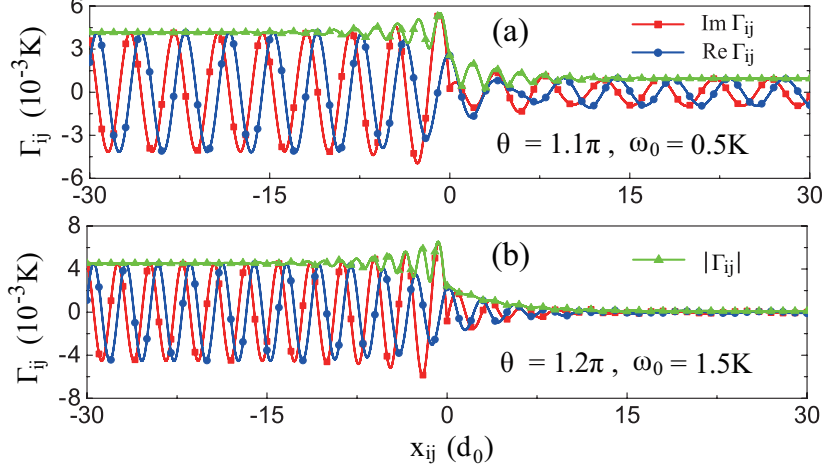 6
3
0
-3
-6
Γij (10⁻³K)
(a)
Im Γij
Re Γij
θ = 1.1π , ω₀ = 0.5K
-30 -15 0 15 30
8
4
0
-4
-8
Γij (10⁻³K)
(b)
|Γij|
θ = 1.2π , ω₀ = 1.5K
-30 -15 0 15 30
xij (d₀)